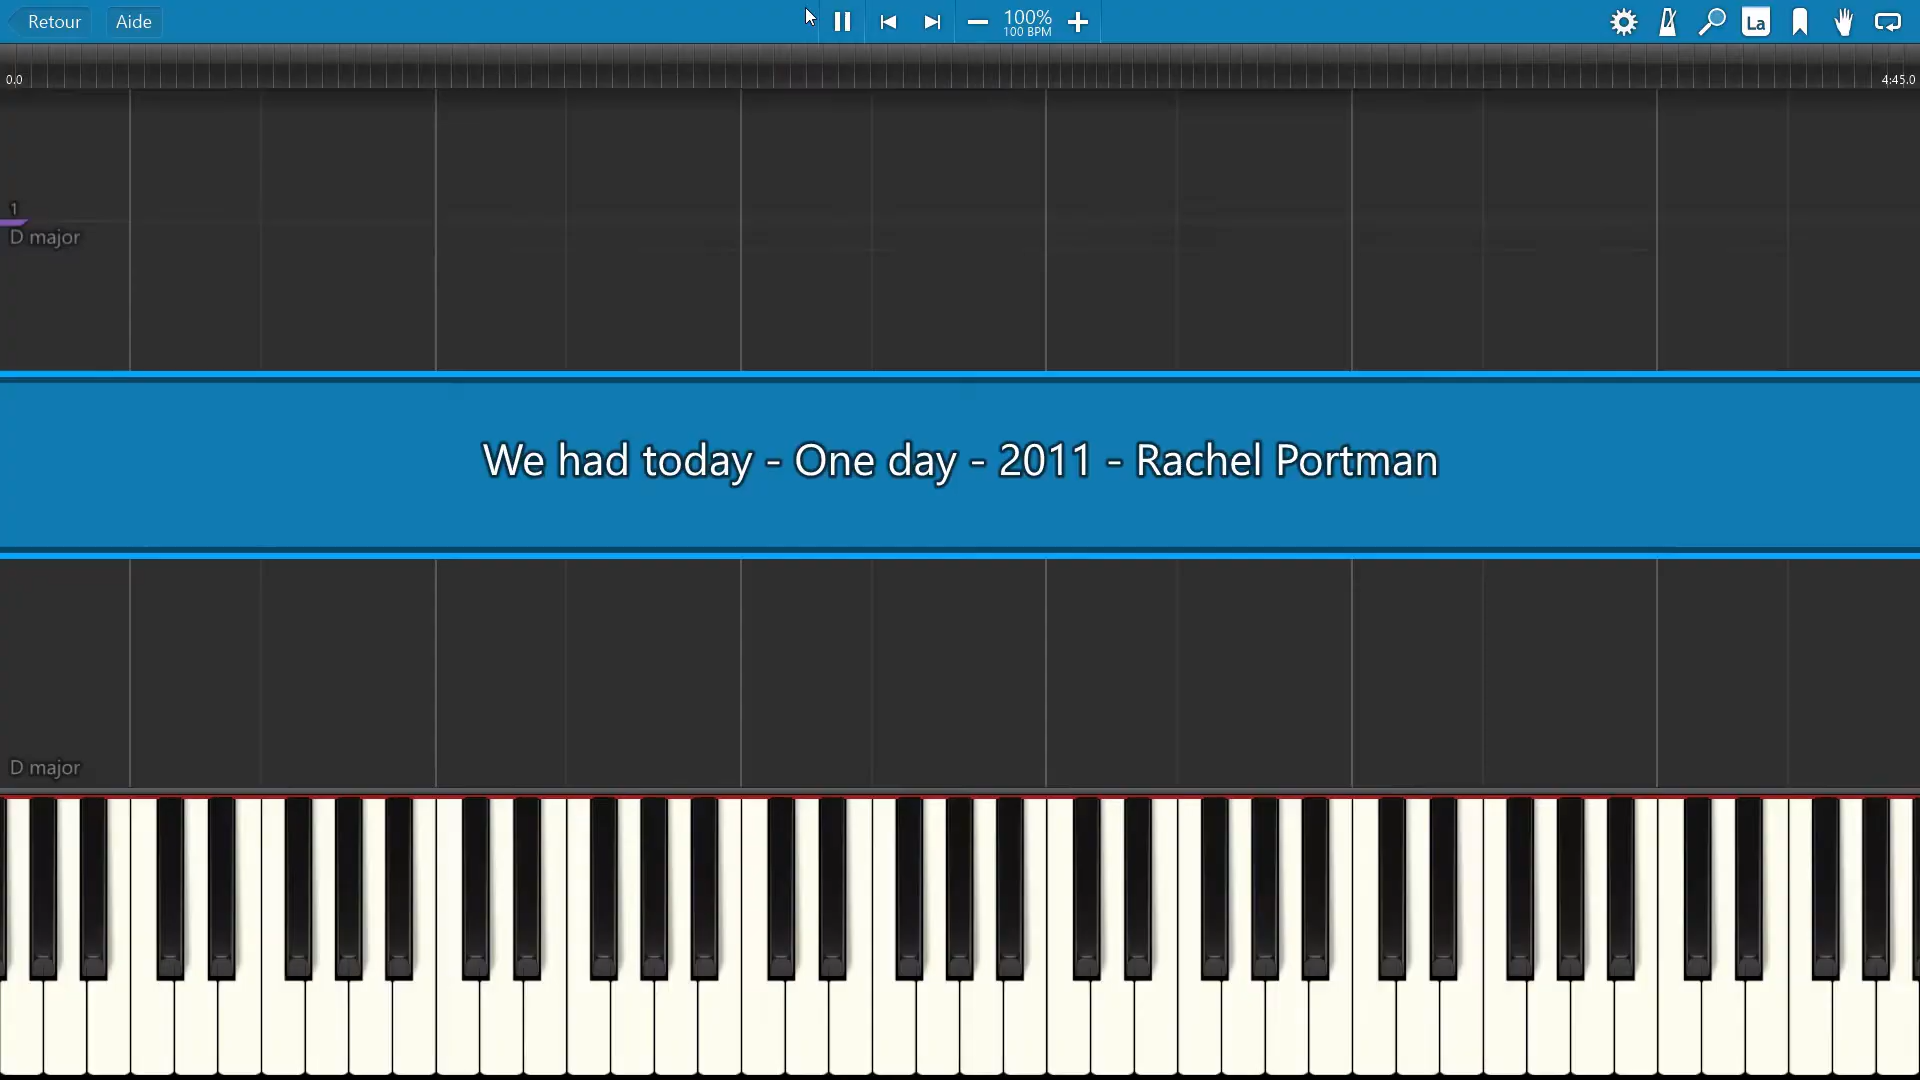 Retour
Aide
100%
100 BPM
La
0.0
4:45.0
1
D major
We had today - One day - 2011 - Rachel Portman
D major